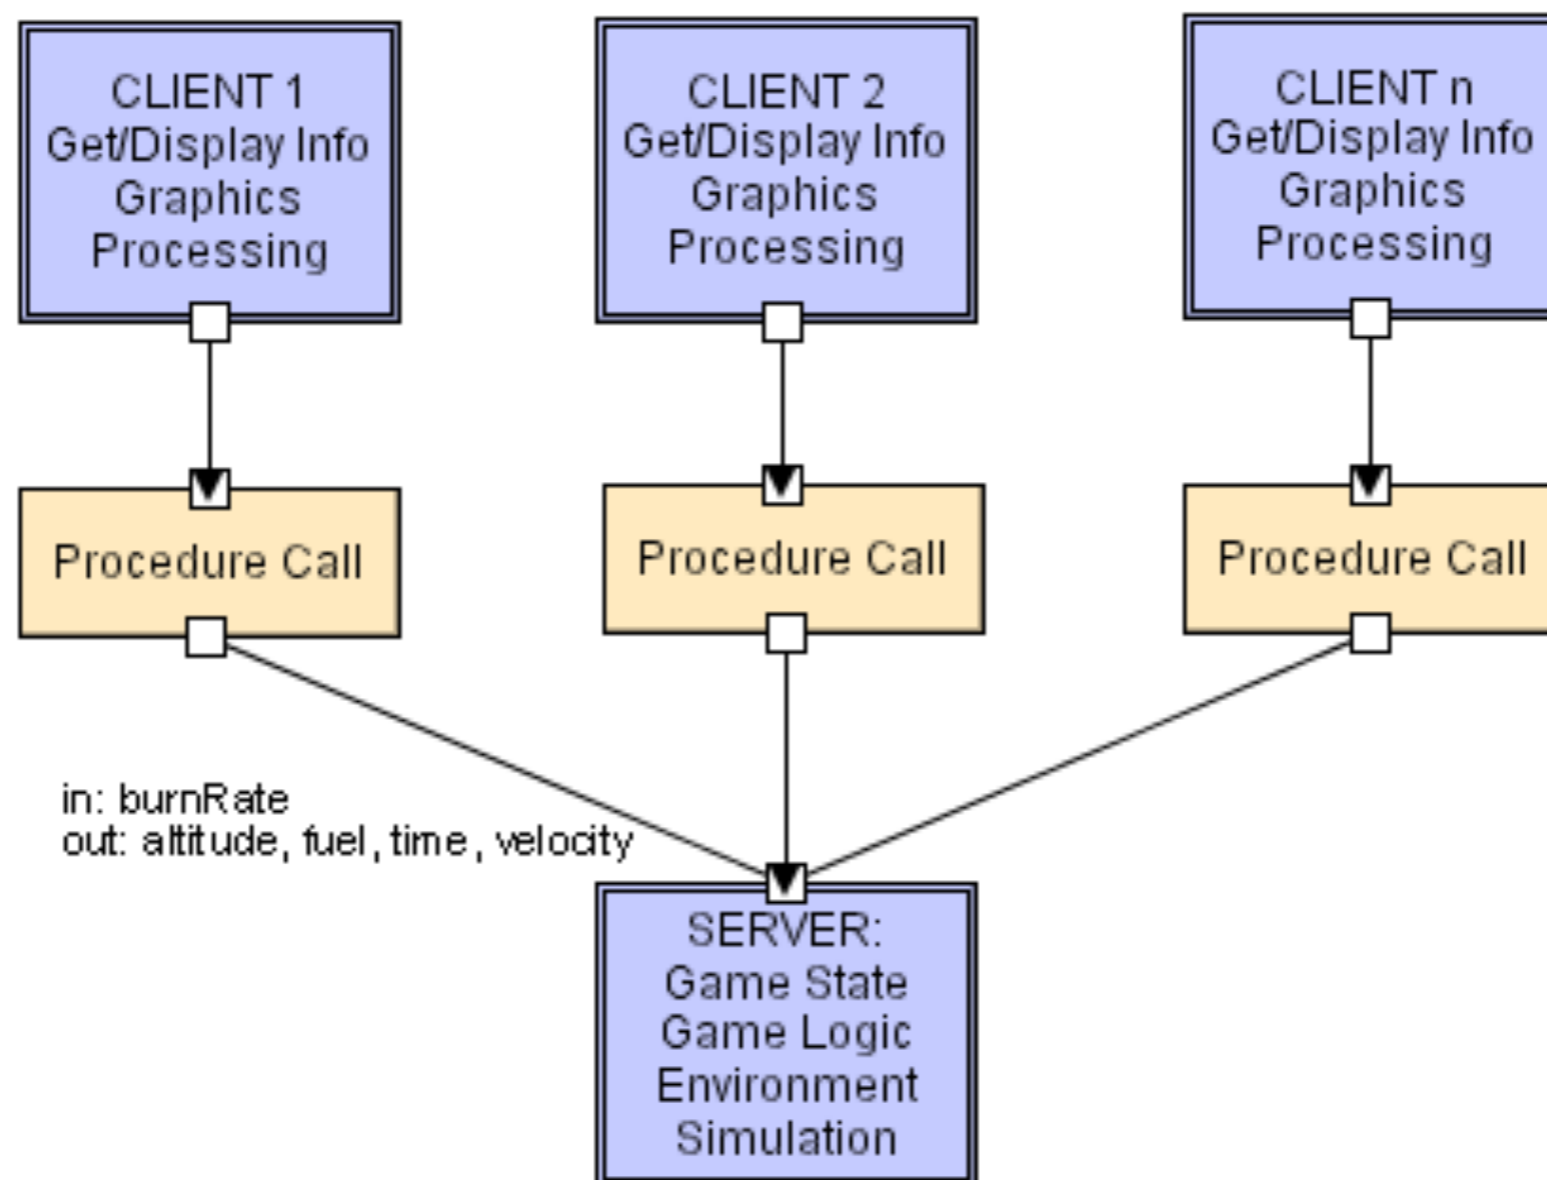 CLIENT 1
Get/Display Info
Graphics
Processing
CLIENT 2
Get/Display Info
Graphics
Processing
CLIENT n
Get/Display Info
Graphics
Processing
Procedure Call
Procedure Call
Procedure Call
in: burnRate
out: altitude, fuel, time, velocity
SERVER:
Game State
Game Logic
Environment
Simulation